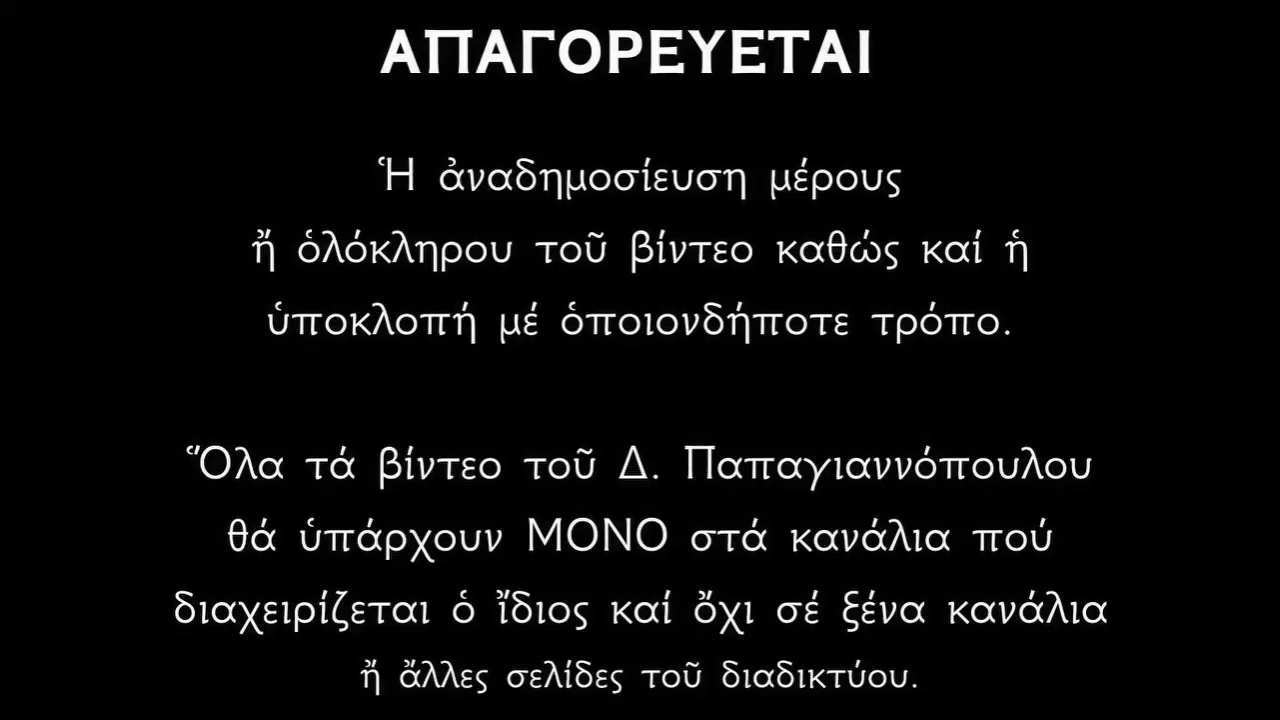 ΑΠΑΓΟΡΕΥΕΤΑΙ
Ἡ ἀναδημοσίευση μέρους
ἤ ὁλόκληρου τοῦ βίντεο καθώς καί ἡ
ὑποκλοπή μέ ὁποιονδήποτε τρόπο.
Ὅλα τά βίντεο τοῦ Δ. Παπαγιαννόπουλου
θά ὑπάρχουν ΜΟΝΟ στά κανάλια πού
διαχειρίζεται ὁ ἴδιος καί ὄχι σέ ξένα κανάλια
ἤ ἄλλες σελίδες τοῦ διαδικτύου.